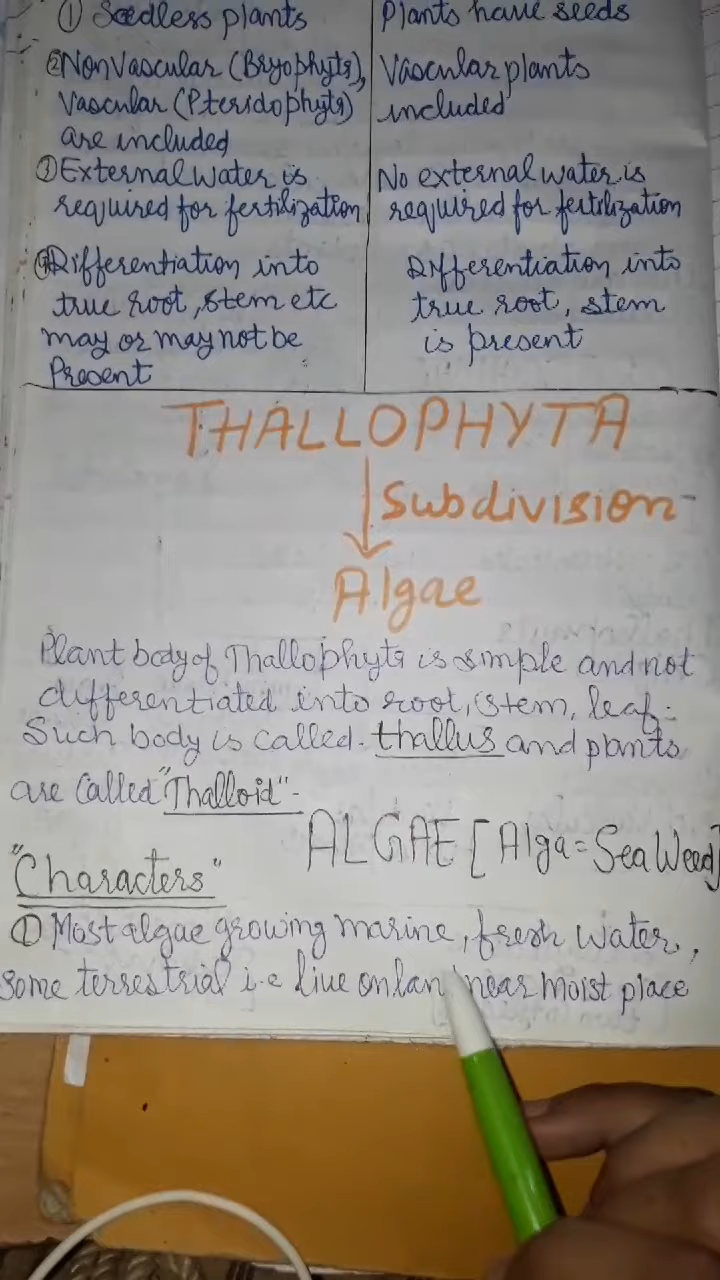 ① Seedless plants
Plants have seeds
② NonVascular (Bryophyts),
Vascular (Pteridophyts)
are included
Vascular plants
included
③ External water is
required for fertilization
No external water is
required for fertilization
④ Differentiation into
true root, stem etc
may or may not be
Present
Differentiation into
true root, stem
is present
THALLOPHYTA
Subdivision
Algae
Plant body of Thallophyts is simple and not
differentiated into root, stem, leaf.
Such body is called thallus and plants
are called "Thalloid"-
ALGAE [Alga = Sea Weed]
"Characters"
① Most algae growing marine, fresh water,
some terrestrial i.e live on near moist place